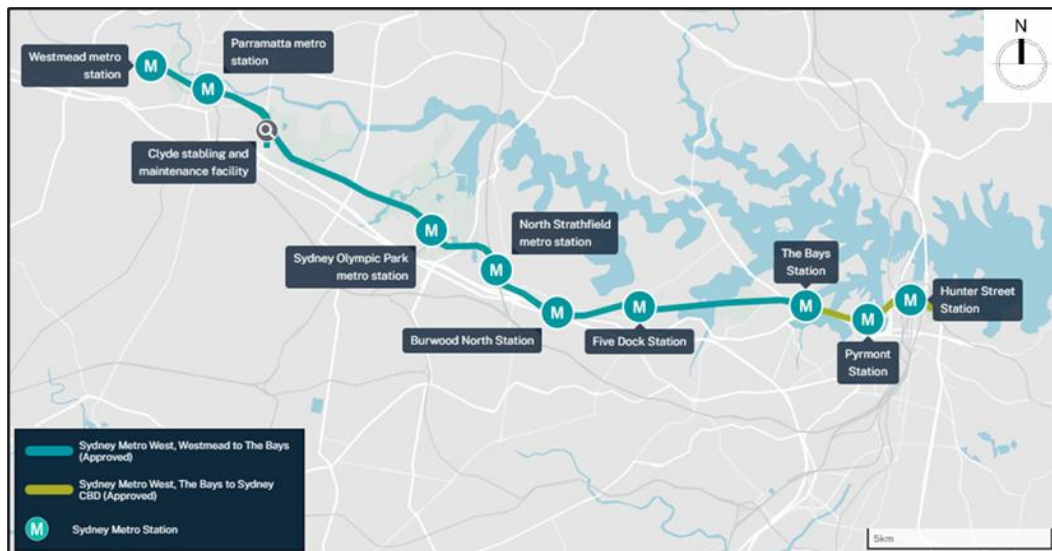 N
Westmead metro
station
M
Parramatta metro
station
M
Clyde stabling and
maintenance facility
Sydney Olympic Park
metro station
M
North Strathfield
metro station
M
Burwood North Station
M
Five Dock Station
M
The Bays
Station
M
Pyrmont
Station
M
Hunter Street
Station
M
Sydney Metro West, Westmead to The Bays
(Approved)
Sydney Metro West, The Bays to Sydney
CBD (Approved)
M
Sydney Metro Station
5km